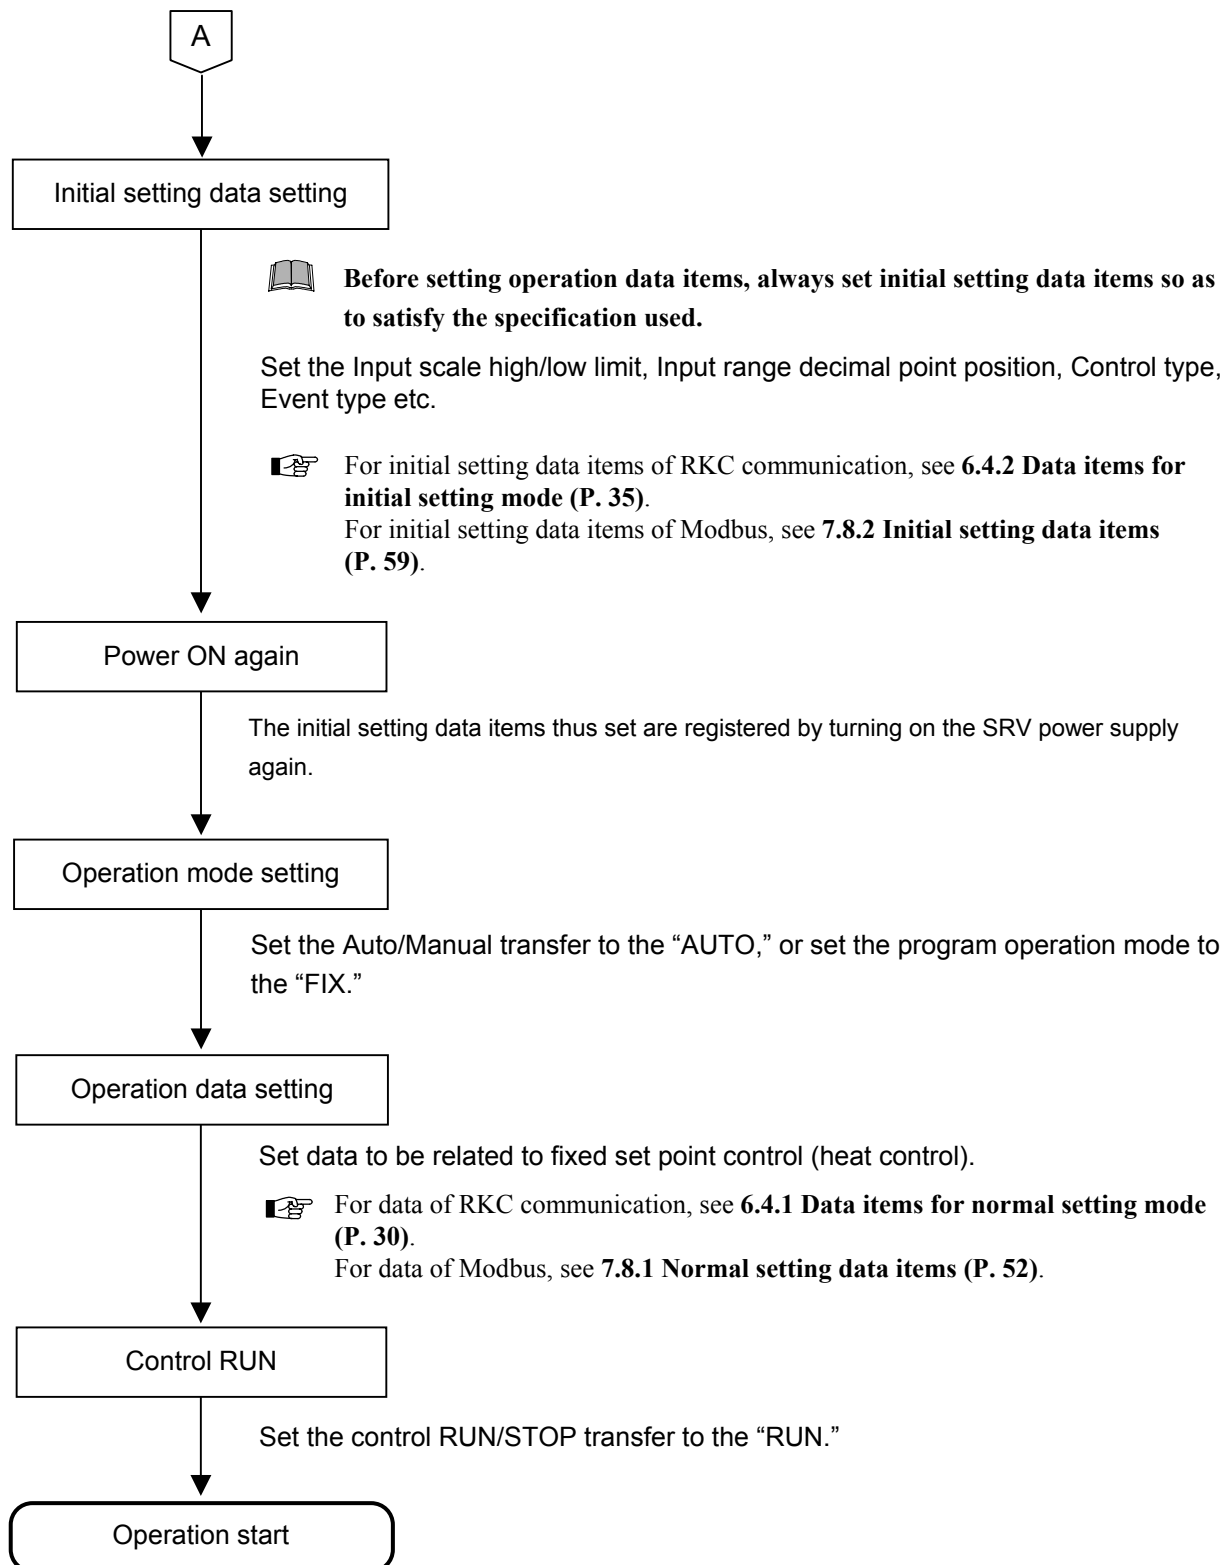 A
Initial setting data setting
Before setting operation data items, always set initial setting data items so as
to satisfy the specification used.
Set the Input scale high/low limit, Input range decimal point position, Control type,
Event type etc.
For initial setting data items of RKC communication, see 6.4.2 Data items for
initial setting mode (P. 35).
For initial setting data items of Modbus, see 7.8.2 Initial setting data items
(P. 59).
Power ON again
The initial setting data items thus set are registered by turning on the SRV power supply
again.
Operation mode setting
Set the Auto/Manual transfer to the “AUTO,” or set the program operation mode to
the “FIX.”
Operation data setting
Set data to be related to fixed set point control (heat control).
For data of RKC communication, see 6.4.1 Data items for normal setting mode
(P. 30).
For data of Modbus, see 7.8.1 Normal setting data items (P. 52).
Control RUN
Set the control RUN/STOP transfer to the “RUN.”
Operation start